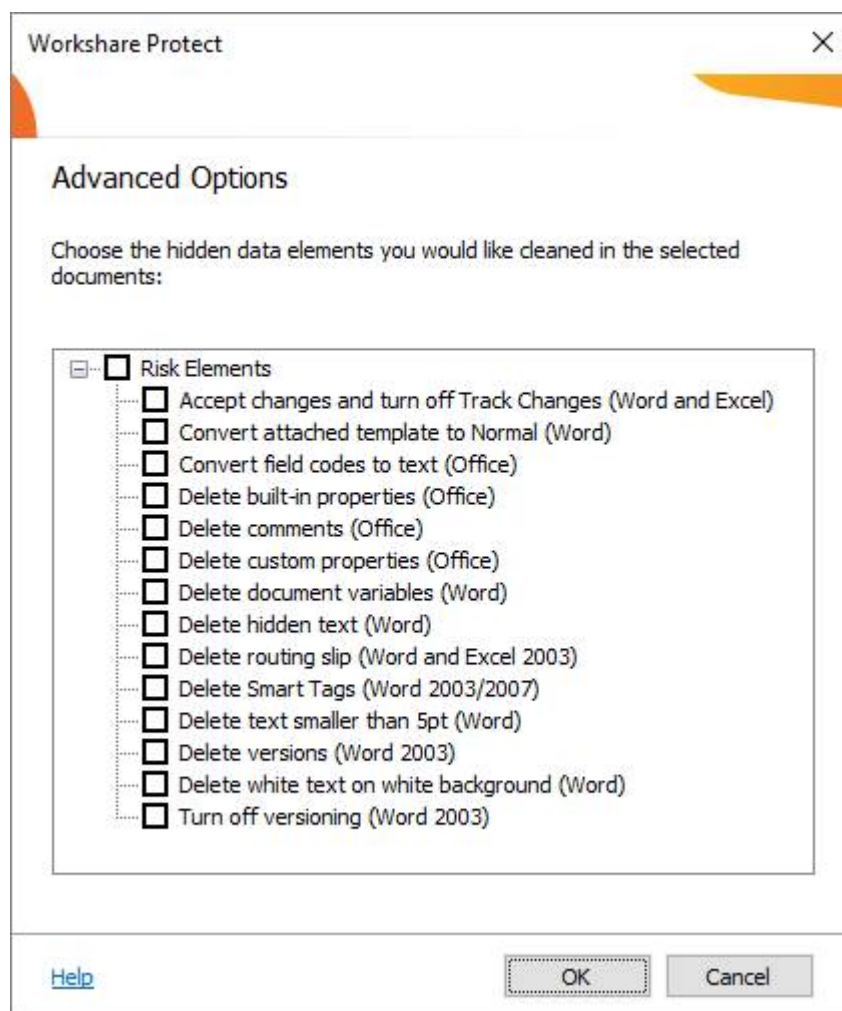 Workshare Protect
Advanced Options
Choose the hidden data elements you would like cleaned in the selected
documents:
Risk Elements
Accept changes and turn off Track Changes (Word and Excel)
Convert attached template to Normal (Word)
Convert field codes to text (Office)
Delete built-in properties (Office)
Delete comments (Office)
Delete custom properties (Office)
Delete document variables (Word)
Delete hidden text (Word)
Delete routing slip (Word and Excel 2003)
Delete Smart Tags (Word 2003/2007)
Delete text smaller than 5pt (Word)
Delete versions (Word 2003)
Delete white text on white background (Word)
Turn off versioning (Word 2003)
Help
OK
Cancel